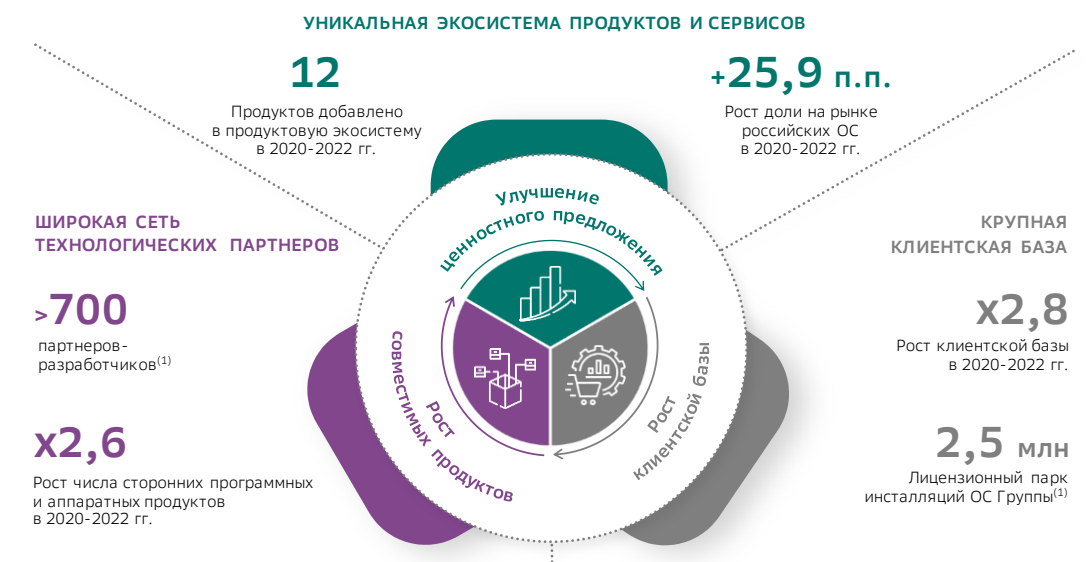 УНИКАЛЬНАЯ ЭКОСИСТЕМА ПРОДУКТОВ И СЕРВИСОВ
12
Продуктов добавлено
в продуктовую экосистему
в 2020-2022 гг.
+25,9 п.п.
Рост доли на рынке
российских ОС
в 2020-2022 гг.
ШИРОКАЯ СЕТЬ
ТЕХНОЛОГИЧЕСКИХ ПАРТНЕРОВ
>700
партнеров-
разработчиков(1)
x2,6
Рост числа сторонних программных
и аппаратных продуктов
в 2020-2022 гг.
Улучшение
ценностного предложения
Рост
совместимых продуктов
Рост
клиентской базы
КРУПНАЯ
КЛИЕНТСКАЯ БАЗА
x2,8
Рост клиентской базы
в 2020-2022 гг.
2,5 млн
Лицензионный парк
инсталляций ОС Группы(1)